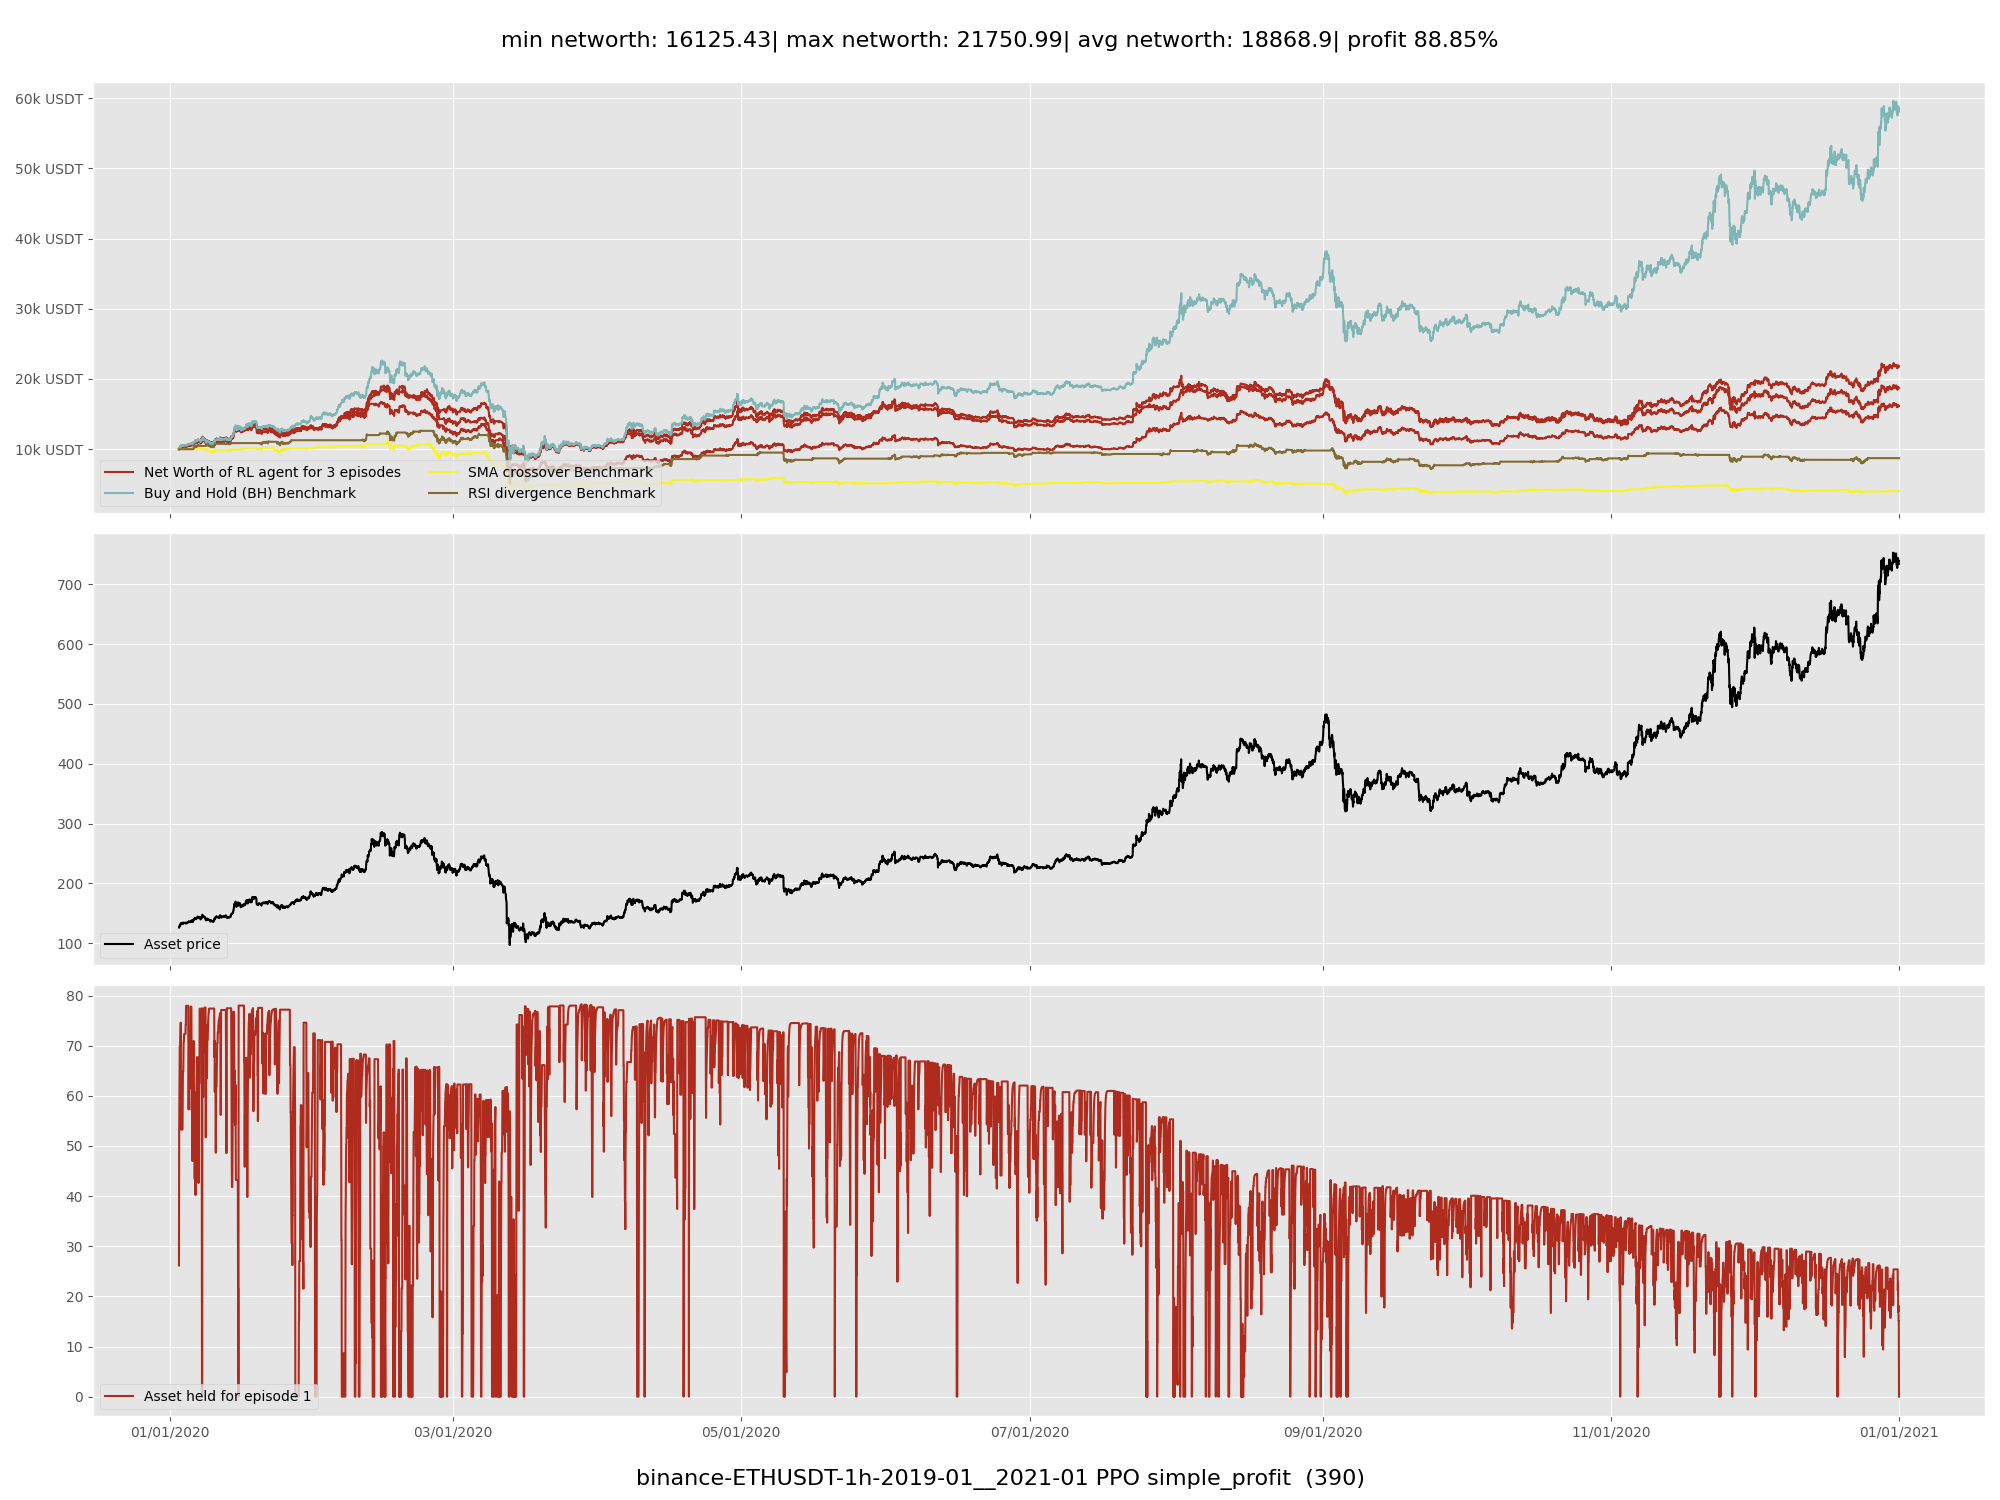 min networth: 16125.43| max networth: 21750.99| avg networth: 18868.9| profit 88.85%
60k USDT
50k USDT
40k USDT
30k USDT
20k USDT
10k USDT
Net Worth of RL agent for 3 episodes
Buy and Hold (BH) Benchmark
SMA crossover Benchmark
RSI divergence Benchmark
700
600
500
400
300
200
100
Asset price
80
70
60
50
40
30
20
10
0
Asset held for episode 1
01/01/2020 03/01/2020 05/01/2020 07/01/2020 09/01/2020 11/01/2020 01/01/2021
binance-ETHUSDT-1h-2019-01__2021-01 PPO simple_profit  (390)